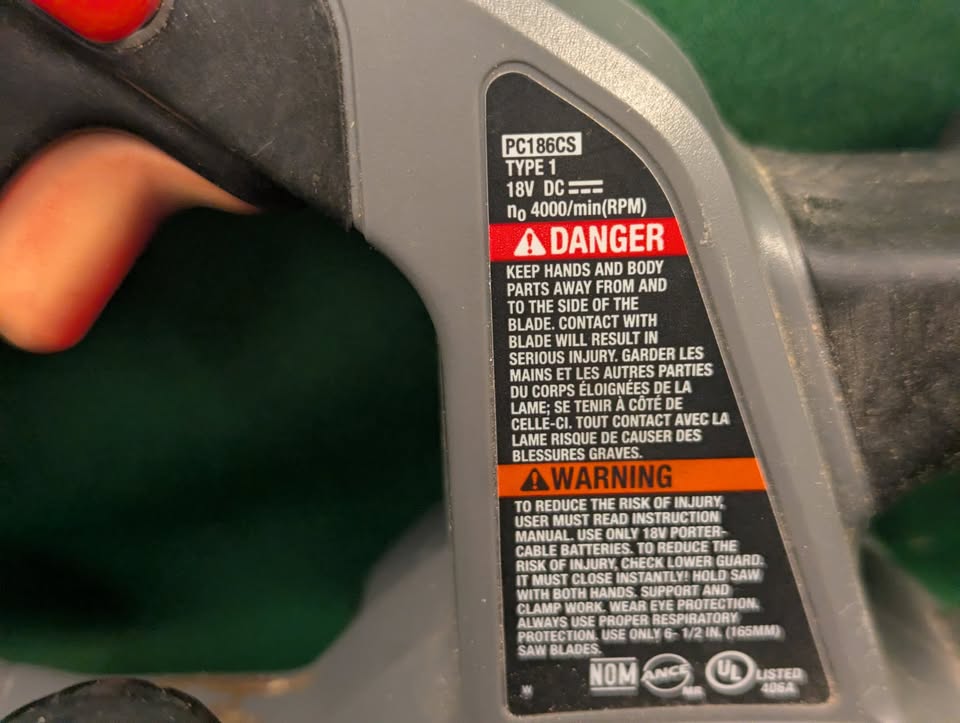 PC186CS
TYPE 1
18V DC
n₀ 4000/min(RPM)
DANGER
KEEP HANDS AND BODY
PARTS AWAY FROM AND
TO THE SIDE OF THE
BLADE. CONTACT WITH
BLADE WILL RESULT IN
SERIOUS INJURY. GARDER LES
MAINS ET LES AUTRES PARTIES
DU CORPS ÉLOIGNÉES DE LA
LAME; SE TENIR À CÔTÉ DE
CELLE-CI. TOUT CONTACT AVEC LA
LAME RISQUE DE CAUSER DES
BLESSURES GRAVES.
WARNING
TO REDUCE THE RISK OF INJURY,
USER MUST READ INSTRUCTION
MANUAL. USE ONLY 18V PORTER-
CABLE BATTERIES. TO REDUCE THE
RISK OF INJURY, CHECK LOWER GUARD.
IT MUST CLOSE INSTANTLY! HOLD SAW
WITH BOTH HANDS. SUPPORT AND
CLAMP WORK. WEAR EYE PROTECTION.
ALWAYS USE PROPER RESPIRATORY
PROTECTION. USE ONLY 6- 1/2 IN. (165MM)
SAW BLADES.
NOM ANCE MR UL LISTED
406A
W